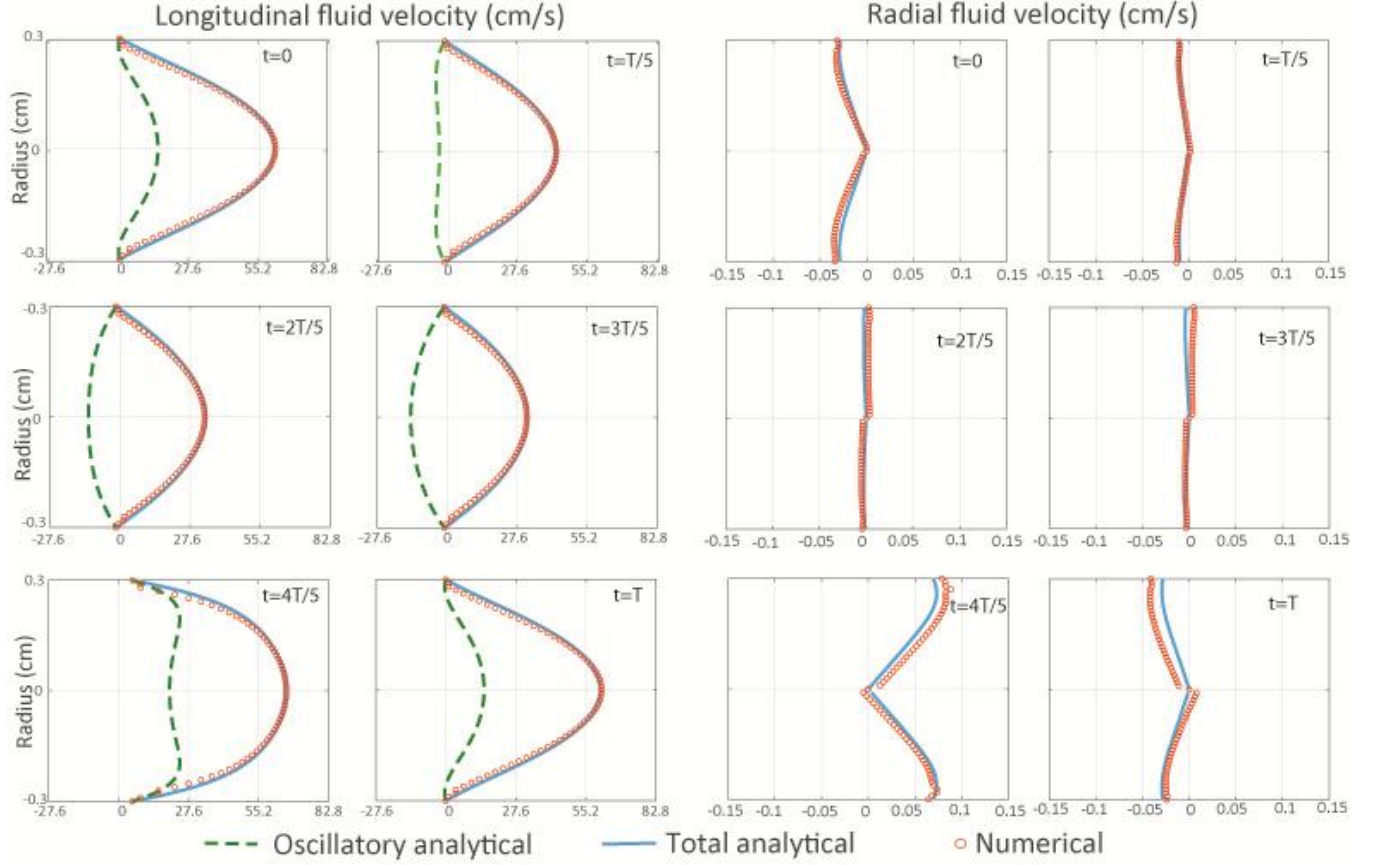 Longitudinal fluid velocity (cm/s)
Radial fluid velocity (cm/s)
Radius (cm)
0.3
0
-0.3
t=0
-27.6 0 27.6 55.2 82.8
t=T/5
-27.6 0 27.6 55.2 82.8
t=0
-0.15 -0.1 -0.05 0 0.05 0.1 0.15
t=T/5
-0.15 -0.1 -0.05 0 0.05 0.1 0.15
Radius (cm)
-0.3
0
-0.3
t=2T/5
-27.6 0 27.6 55.2 82.8
t=3T/5
-27.6 0 27.6 55.2 82.8
t=2T/5
-0.15 -0.1 -0.05 0 0.05 0.1 0.15
t=3T/5
-0.15 -0.1 -0.05 0 0.05 0.1 0.15
Radius (cm)
0.3
0
-0.3
t=4T/5
-27.6 0 27.6 55.2 82.8
t=T
-27.6 0 27.6 55.2 82.8
t=4T/5
-0.15 -0.1 -0.05 0 0.05 0.1 0.15
t=T
-0.15 -0.1 -0.05 0 0.05 0.1 0.15
Oscillatory analytical
Total analytical
Numerical